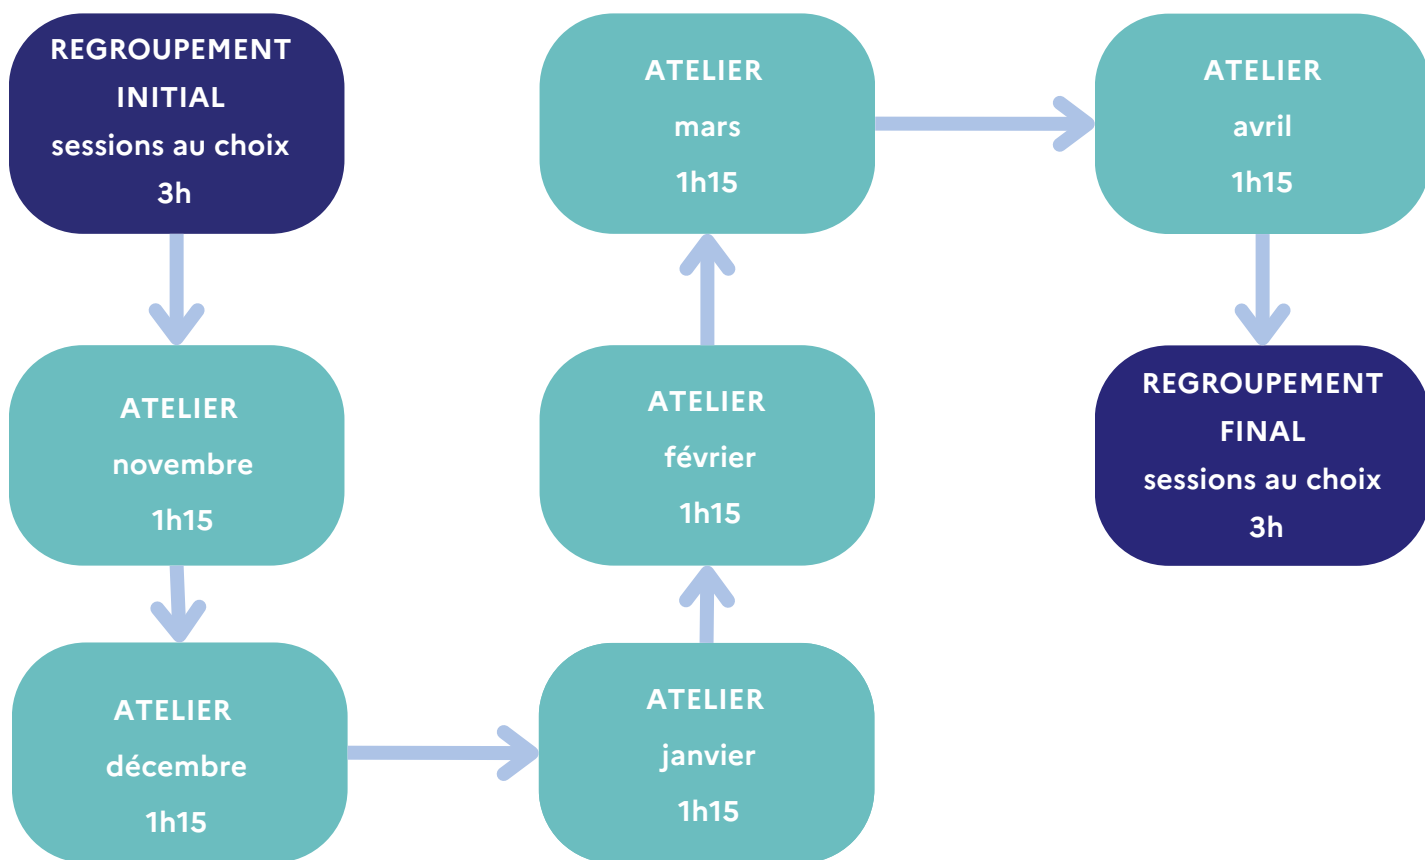 REGROUPEMENT
INITIAL
sessions au choix
3h
ATELIER
novembre
1h15
ATELIER
décembre
1h15
ATELIER
janvier
1h15
ATELIER
février
1h15
ATELIER
mars
1h15
ATELIER
avril
1h15
REGROUPEMENT
FINAL
sessions au choix
3h